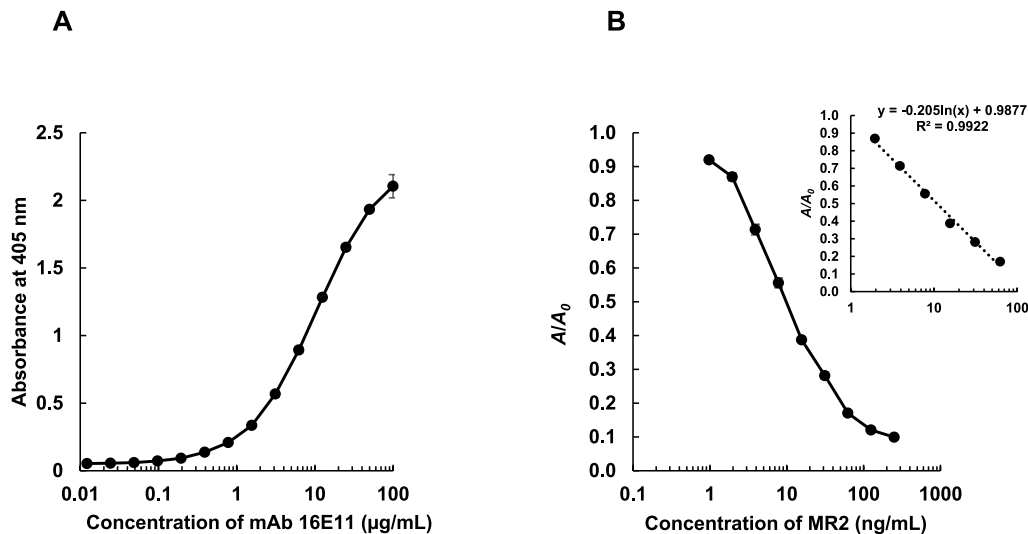 A
2.5
2
1.5
1
0.5
0
Absorbance at 405 nm
0.01 0.1 1 10 100
Concentration of mAb 16E11 (µg/mL)
B
1.0
0.9
0.8
0.7
0.6
0.5
0.4
0.3
0.2
0.1
0.0
A/A0
0.1 1 10 100 1000
Concentration of MR2 (ng/mL)
y = -0.205ln(x) + 0.9877
R² = 0.9922
1.0
0.9
0.8
0.7
0.6
0.5
0.4
0.3
0.2
0.1
0.0
A/A0
1 10 100